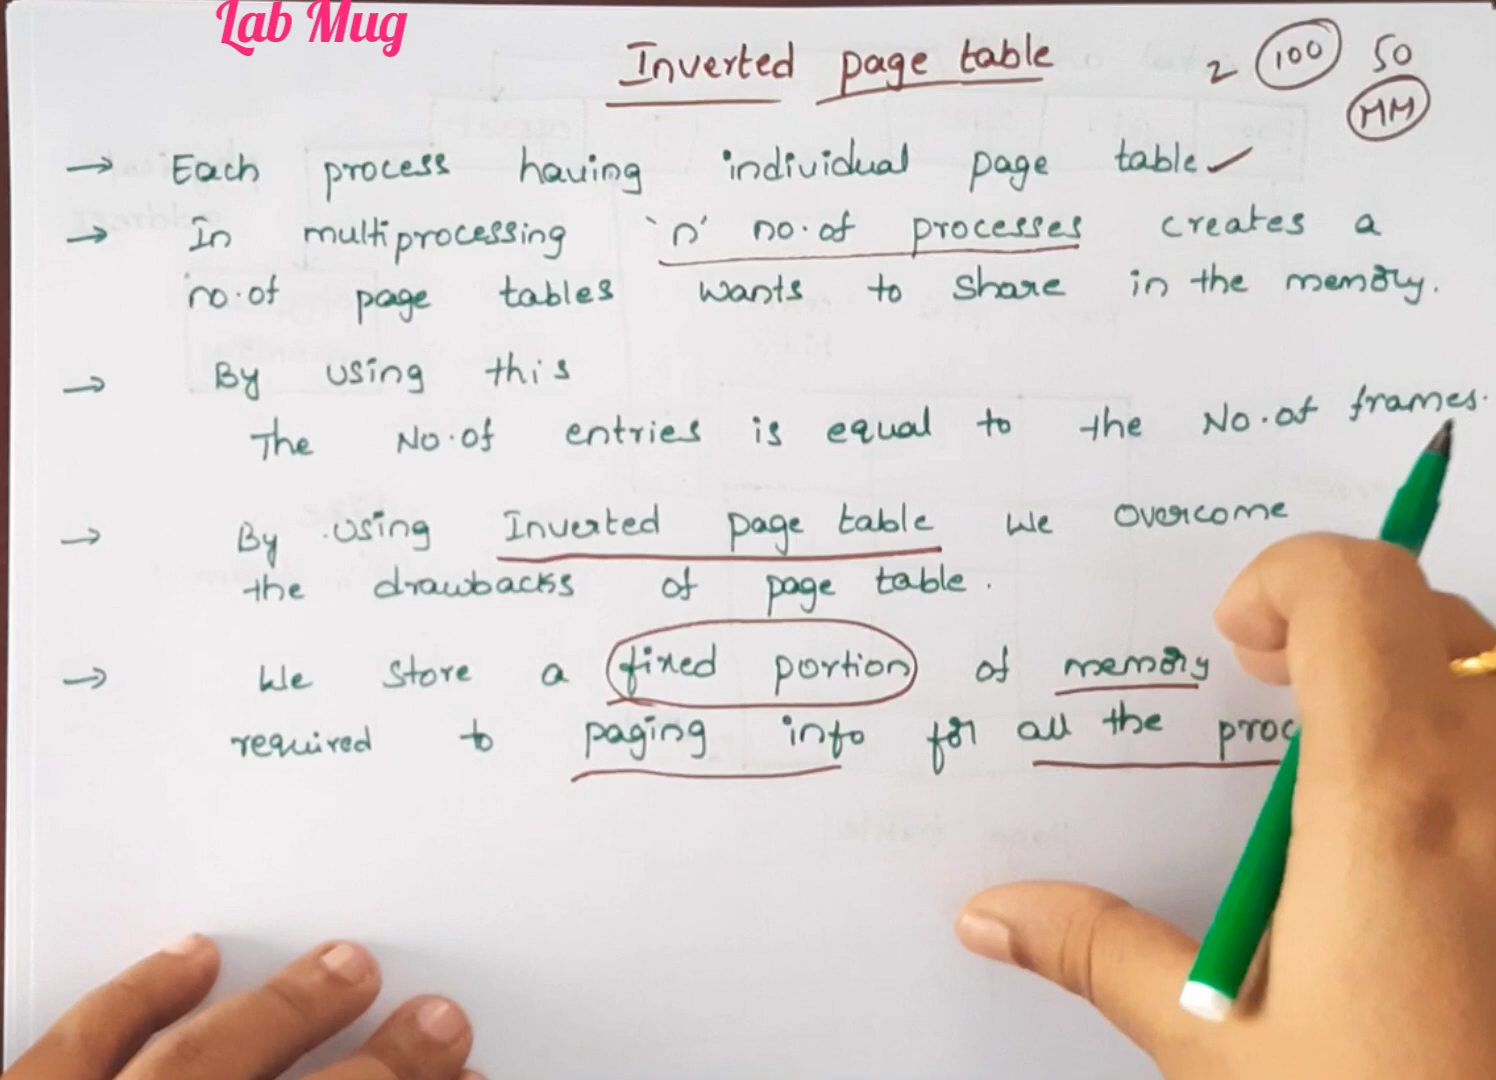 Lab Mug
Inverted page table
2 100 50
MM
→ Each process having individual page table ✓
→ In multiprocessing 'n' no.of processes creates a
no.of page tables wants to share in the memory.
→ By using this
The No.of entries is equal to the No.of frames.
→ By using Inverted page table we overcome
the drawbacks of page table.
→ We store a fixed portion of memory
required to paging info for all the proc